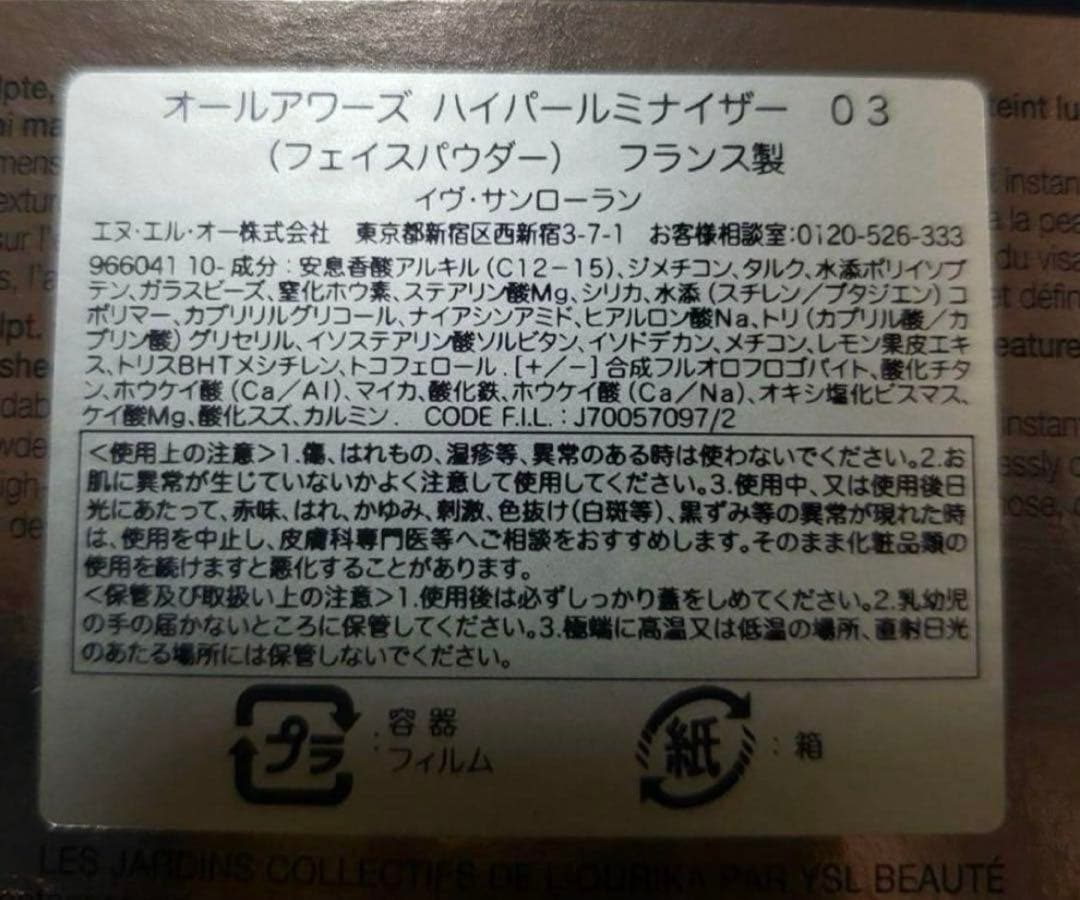 オールアワーズ ハイパールミナイザー 03
(フェイスパウダー) フランス製
イヴ・サンローラン
エヌ・エル・オー株式会社 東京都新宿区西新宿3-7-1 お客様相談室:0120-526-333
966041 10- 成分 : 安息香酸アルキル (C12-15)、ジメチコン、タルク、水添ポリイソブ
テン、ガラスビーズ、窒化ホウ素、ステアリン酸Mg、シリカ、水添 (スチレン/ブタジエン) コ
ポリマー、カプリリルグリコール、ナイアシンアミド、ヒアルロン酸Na、トリ (カプリル酸/カ
プリン酸) グリセリル、イソステアリン酸ソルビタン、イソドデカン、メチコン、レモン果皮エキ
ス、トリスBHTメシチレン、トコフェロール . [+/-] 合成フルオロフロゴパイト、酸化チタ
ン、ホウケイ酸 (Ca/Al)、マイカ、酸化鉄、ホウケイ酸 (Ca/Na)、オキシ塩化ビスマス、
ケイ酸Mg、酸化スズ、カルミン . CODE F.I.L. : J70057097/2
<使用上の注意>1.傷、はれもの、湿疹等、異常のある時は使わないでください。2.お
肌に異常が生じていないかよく注意して使用してください。3.使用中、又は使用後日
光にあたって、赤味、はれ、かゆみ、刺激、色抜け(白斑等)、黒ずみ等の異常が現れた時
は、使用を中止し、皮膚科専門医等へご相談をおすすめします。そのまま化粧品類の
使用を続けますと悪化することがあります。
<保管及び取扱い上の注意>1.使用後は必ずしっかり蓋をしめてください。2.乳幼児
の手の届かないところに保管してください。3.極端に高温又は低温の場所、直射日光
のあたる場所には保管しないでください。
プラ : 容器
フィルム
紙 : 箱
LES JARDINS COLLECTIFS DE L'OURIKA PAR YSL BEAUTÉ